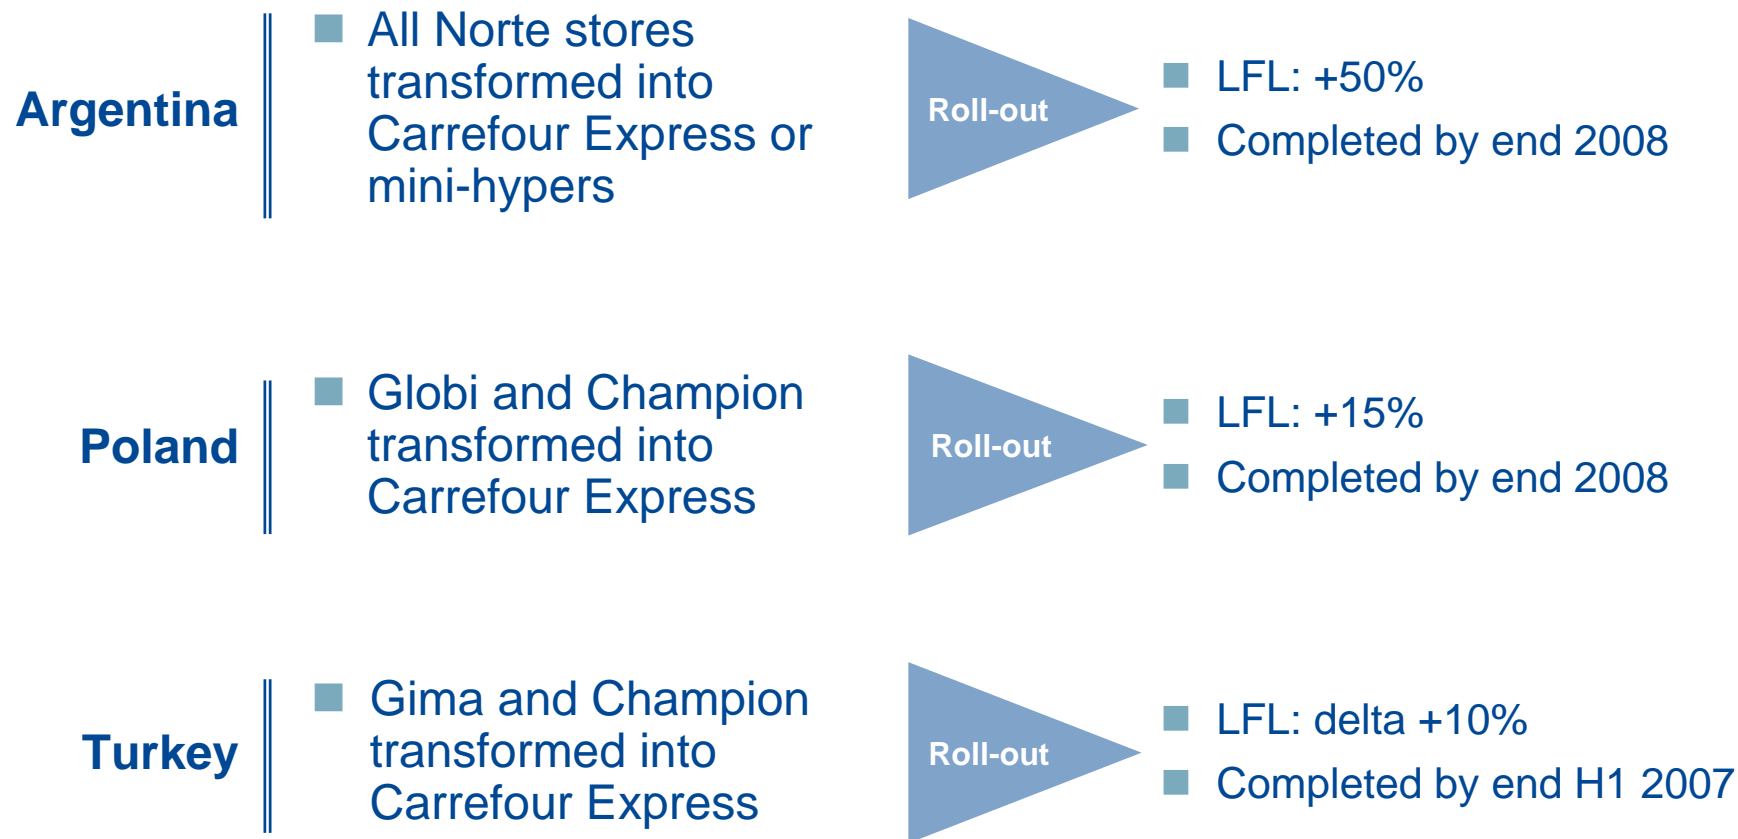 Argentina
All Norte stores
transformed into
Carrefour Express or
mini-hypers
Roll-out
LFL: +50%
Completed by end 2008
Poland
Globi and Champion
transformed into
Carrefour Express
Roll-out
LFL: +15%
Completed by end 2008
Turkey
Gima and Champion
transformed into
Carrefour Express
Roll-out
LFL: delta +10%
Completed by end H1 2007